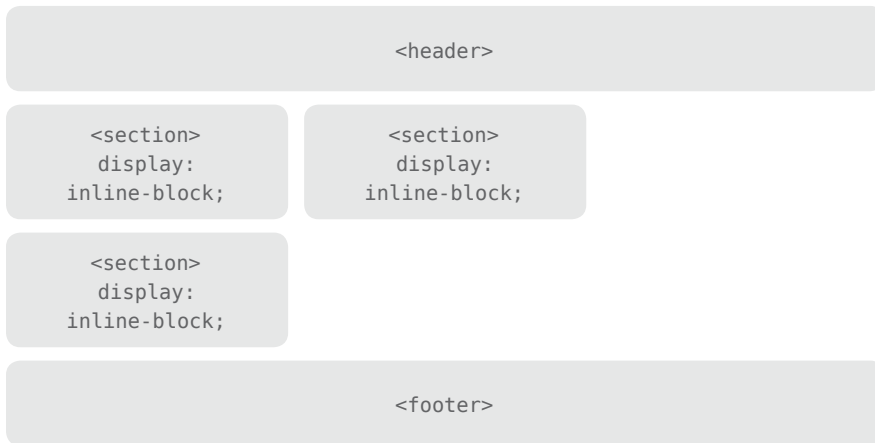 <header>
<section>
display:
inline-block;
<section>
display:
inline-block;
<section>
display:
inline-block;
<footer>